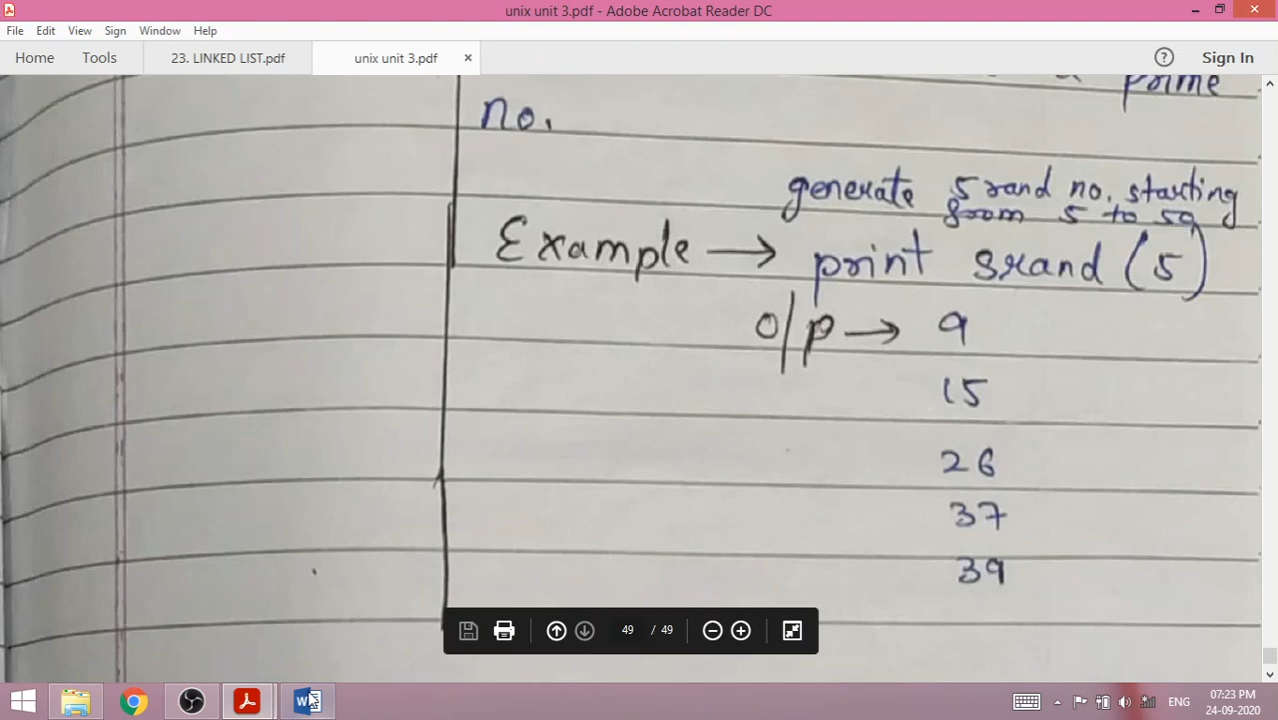 unix unit 3.pdf - Adobe Acrobat Reader DC
File Edit View Sign Window Help
Home Tools 23. LINKED LIST.pdf unix unit 3.pdf × ? Sign In
prime
no.
generate 5 rand no. starting
from 5 to 59
Example → print srand (5)
o/p → 9
15
26
37
39
49 / 49
ENG
07:23 PM
24-09-2020